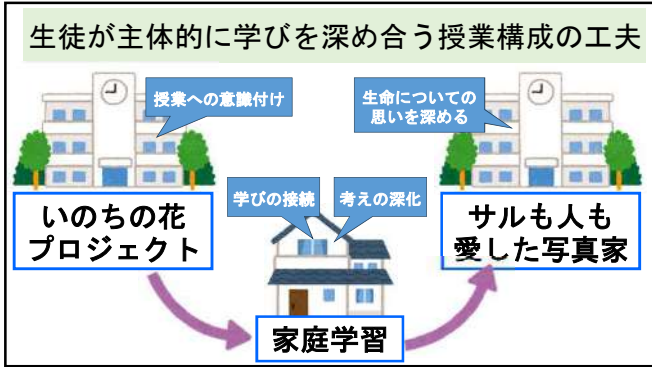 生徒が主体的に学びを深め合う授業構成の工夫
授業への意識付け
生命についての
思いを深める
学びの接続
考えの深化
いのちの花
プロジェクト
サルも人も
愛した写真家
家庭学習